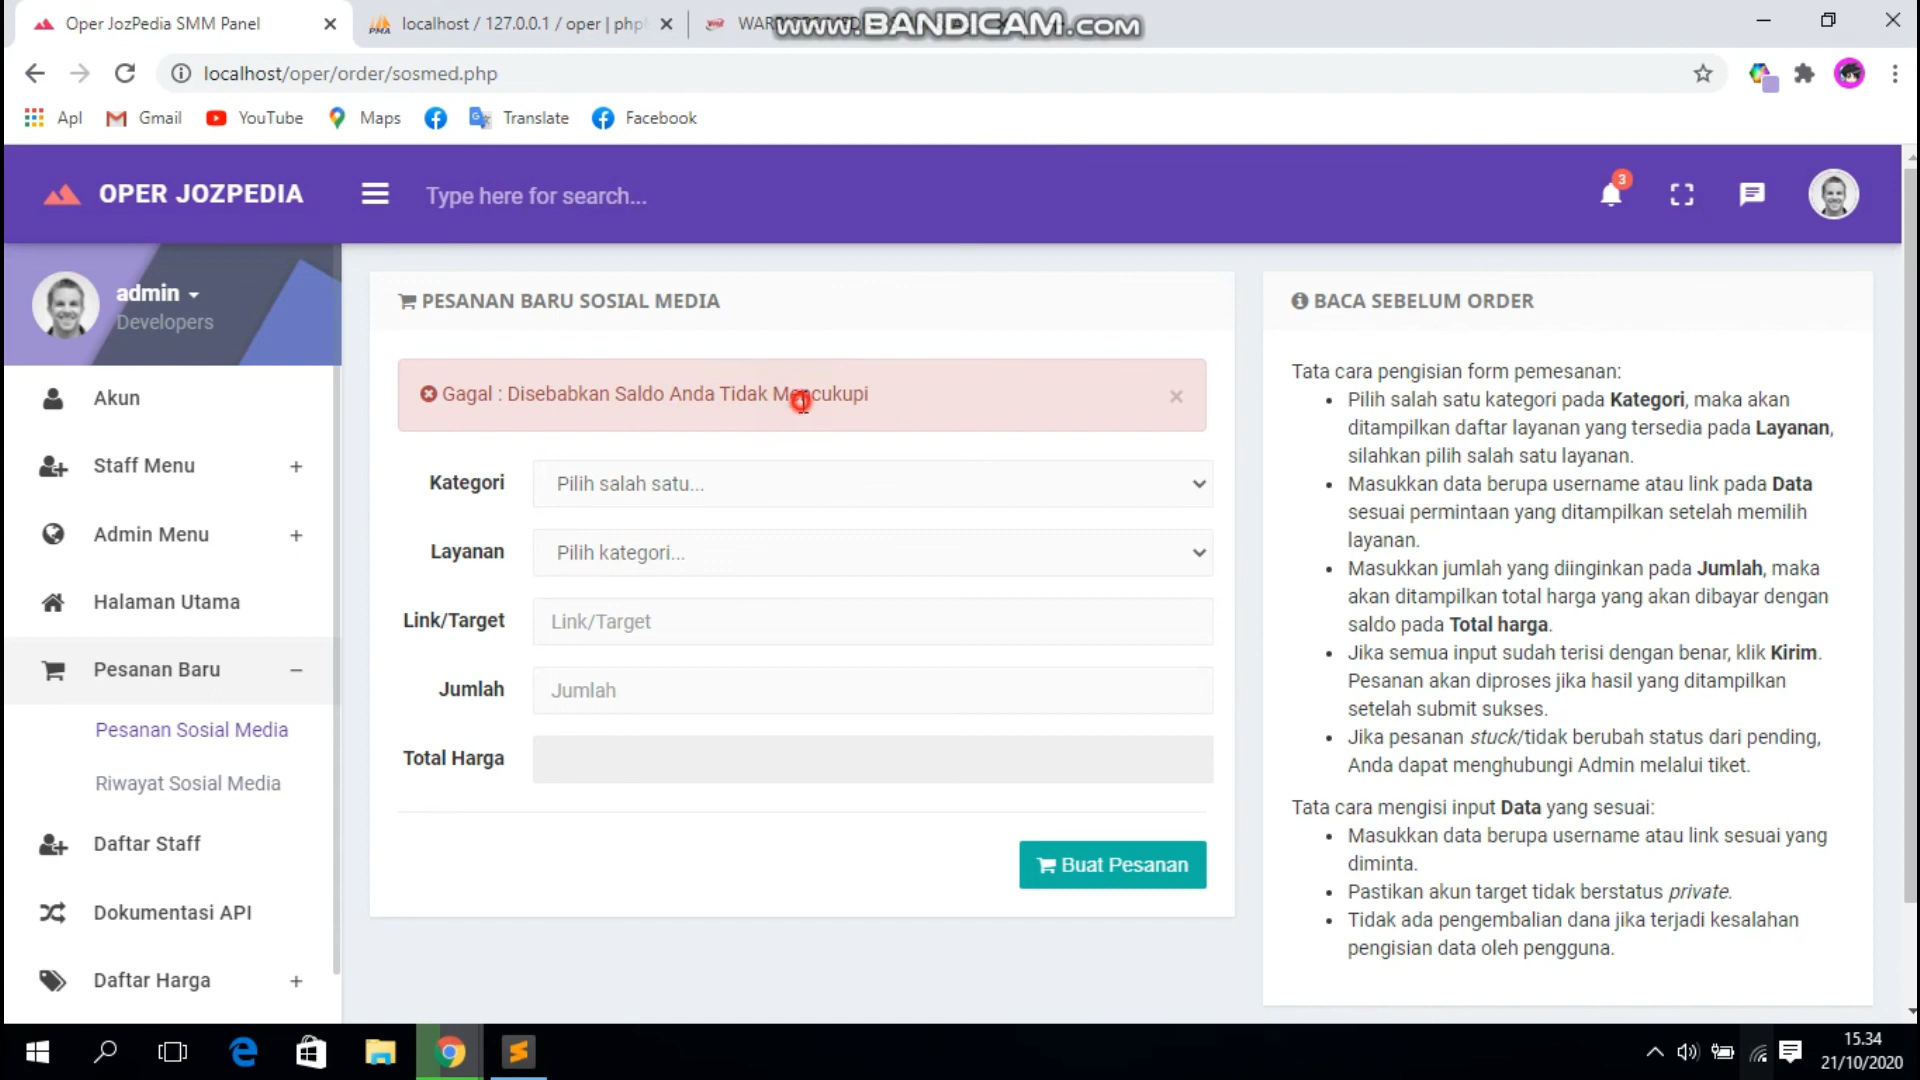 Oper JozPedia SMM Panel
localhost / 127.0.0.1 / oper | php
WAR
www.BANDICAM.com
localhost/oper/order/sosmed.php
Apl
Gmail
YouTube
Maps
Translate
Facebook
OPER JOZPEDIA
Type here for search...
3
admin
Developers
Akun
Staff Menu
Admin Menu
Halaman Utama
Pesanan Baru
Pesanan Sosial Media
Riwayat Sosial Media
Daftar Staff
Dokumentasi API
Daftar Harga
PESANAN BARU SOSIAL MEDIA
Gagal : Disebabkan Saldo Anda Tidak Mencukupi
Kategori
Pilih salah satu...
Layanan
Pilih kategori...
Link/Target
Link/Target
Jumlah
Jumlah
Total Harga
Buat Pesanan
BACA SEBELUM ORDER
Tata cara pengisian form pemesanan:
Pilih salah satu kategori pada Kategori, maka akan
ditampilkan daftar layanan yang tersedia pada Layanan,
silahkan pilih salah satu layanan.
Masukkan data berupa username atau link pada Data
sesuai permintaan yang ditampilkan setelah memilih
layanan.
Masukkan jumlah yang diinginkan pada Jumlah, maka
akan ditampilkan total harga yang akan dibayar dengan
saldo pada Total harga.
Jika semua input sudah terisi dengan benar, klik Kirim.
Pesanan akan diproses jika hasil yang ditampilkan
setelah submit sukses.
Jika pesanan stuck/tidak berubah status dari pending,
Anda dapat menghubungi Admin melalui tiket.
Tata cara mengisi input Data yang sesuai:
Masukkan data berupa username atau link sesuai yang
diminta.
Pastikan akun target tidak berstatus private.
Tidak ada pengembalian dana jika terjadi kesalahan
pengisian data oleh pengguna.
15.34
21/10/2020